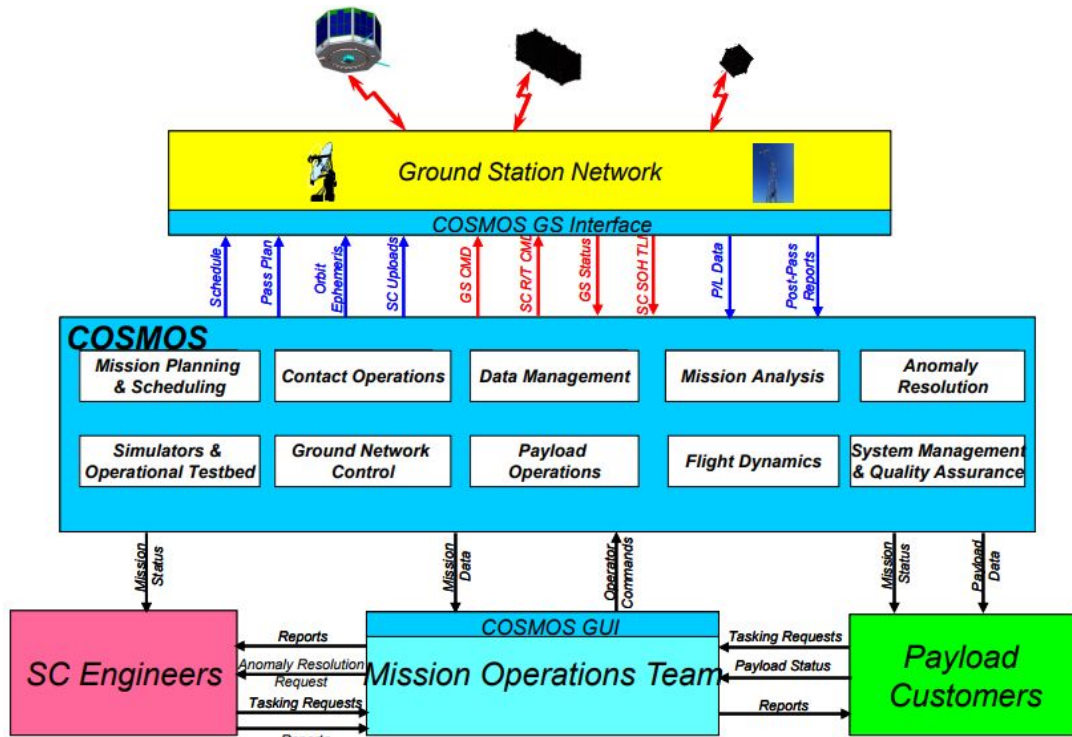 Ground Station Network
COSMOS GS Interface
Schedule
Pass Plan
Orbit
Ephemeris
SC Uploads
GS CMD
SC R/T CMD
GS Status
SC SOH TLM
P/L Data
Post-Pass
Reports
COSMOS
Mission Planning
& Scheduling
Contact Operations
Data Management
Mission Analysis
Anomaly
Resolution
Simulators &
Operational Testbed
Ground Network
Control
Payload
Operations
Flight Dynamics
System Management
& Quality Assurance
Mission
Status
Mission
Data
Operator
Commands
Mission
Status
Payload
Data
SC Engineers
Reports
Anomaly Resolution
Request
Tasking Requests
Reports
COSMOS GUI
Mission Operations Team
Tasking Requests
Payload Status
Reports
Payload
Customers